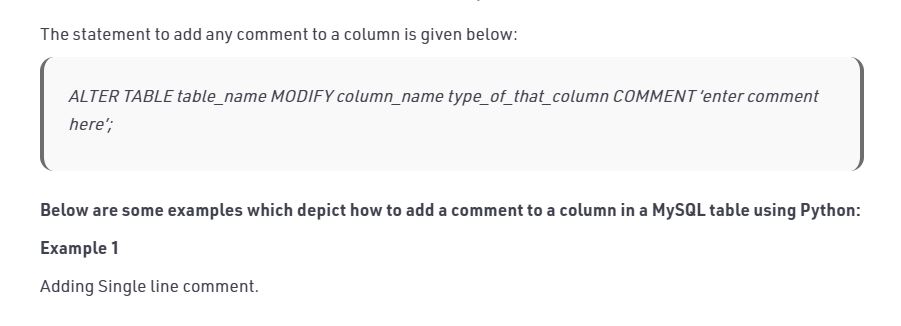 The statement to add any comment to a column is given below:
ALTER TABLE table_name MODIFY column_name type_of_that_column COMMENT ‘enter comment
here’;
Below are some examples which depict how to add a comment to a column in a MySQL table using Python:
Example 1
Adding Single line comment.